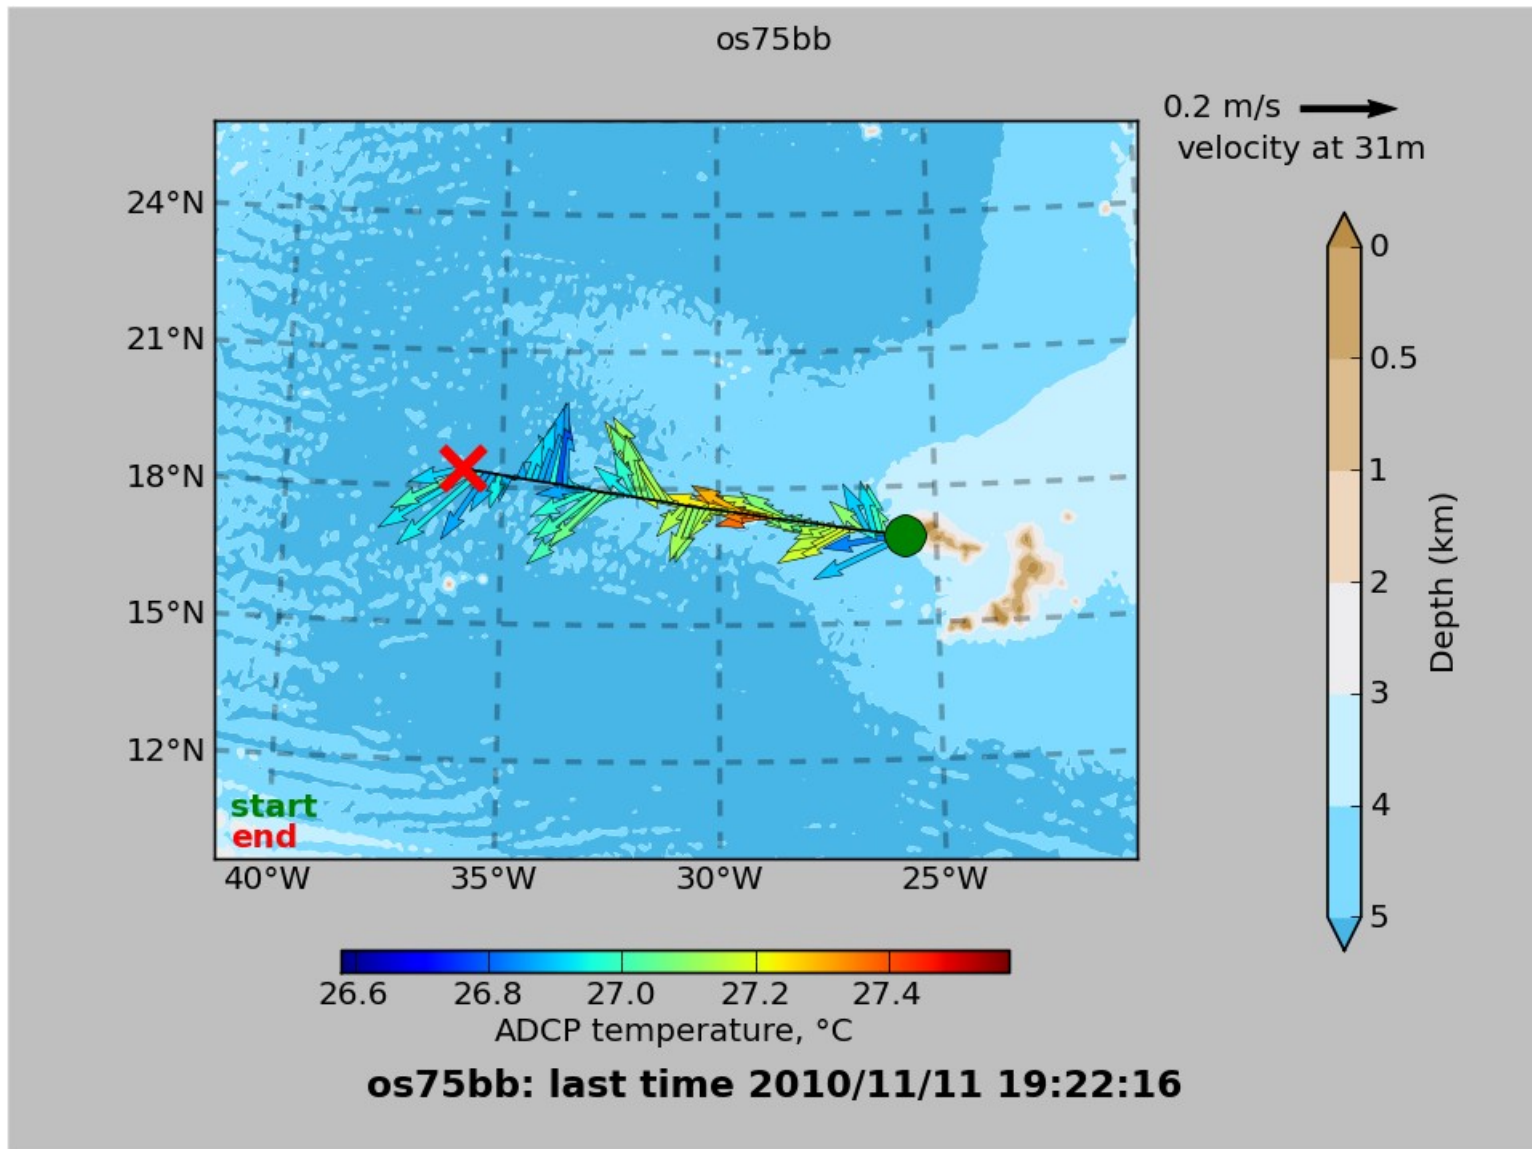 os75bb
0.2 m/s
velocity at 31m
24°N
21°N
18°N
15°N
12°N
start
end
40°W
35°W
30°W
25°W
0
0.5
1
2
3
4
5
Depth (km)
26.6
26.8
27.0
27.2
27.4
ADCP temperature, °C
os75bb: last time 2010/11/11 19:22:16